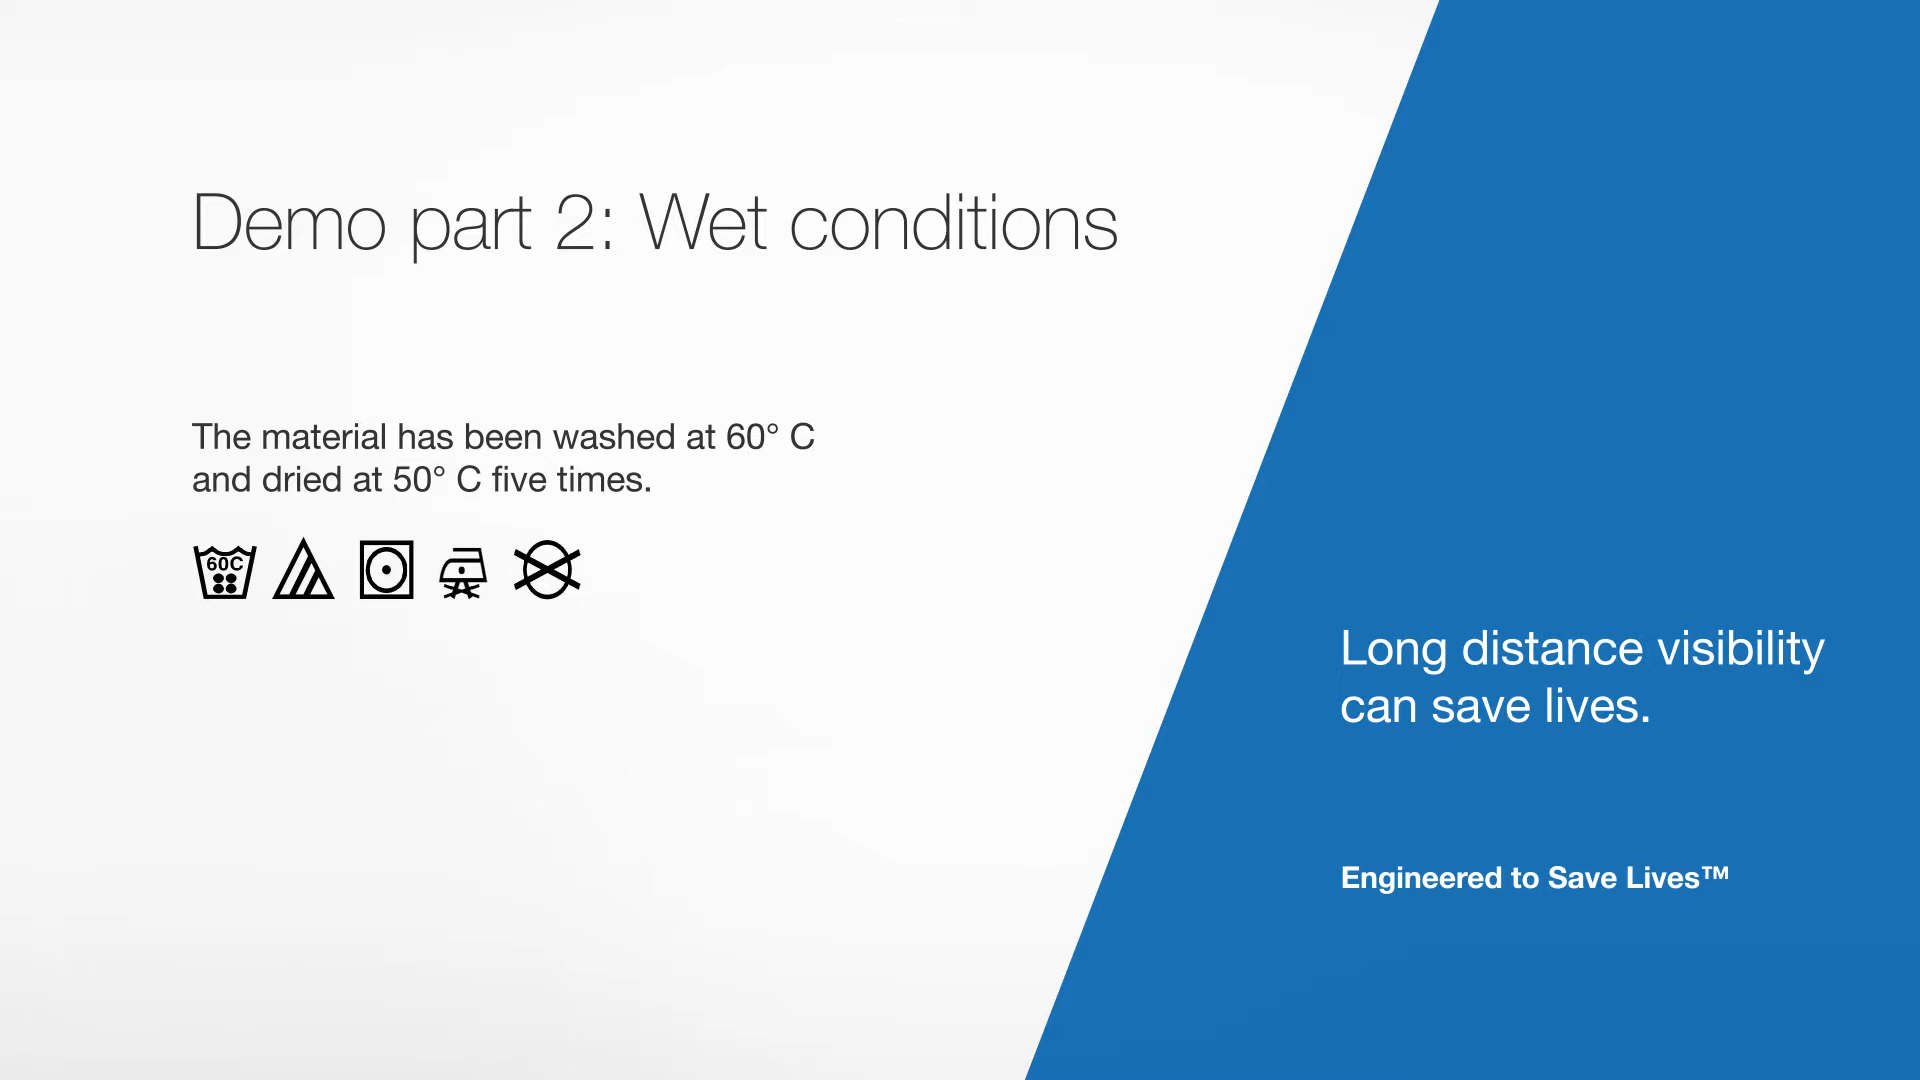 Demo part 2: Wet conditions
The material has been washed at 60° C
and dried at 50° C five times.
60C
Long distance visibility
can save lives.
Engineered to Save Lives™